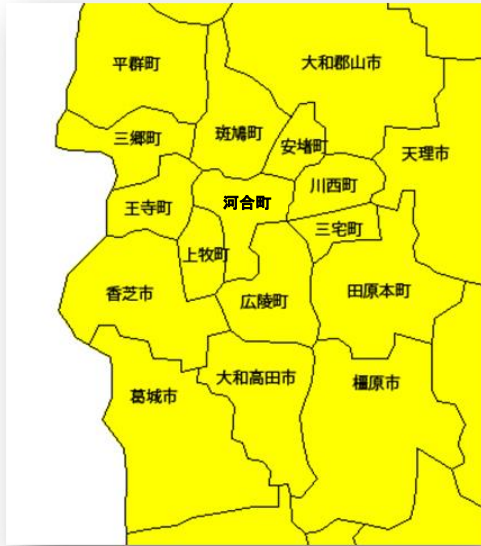 平群町
大和郡山市
三郷町
斑鳩町
安堵町
天理市
川西町
王寺町
河合町
三宅町
上牧町
香芝市
広陵町
田原本町
葛城市
大和高田市
橿原市